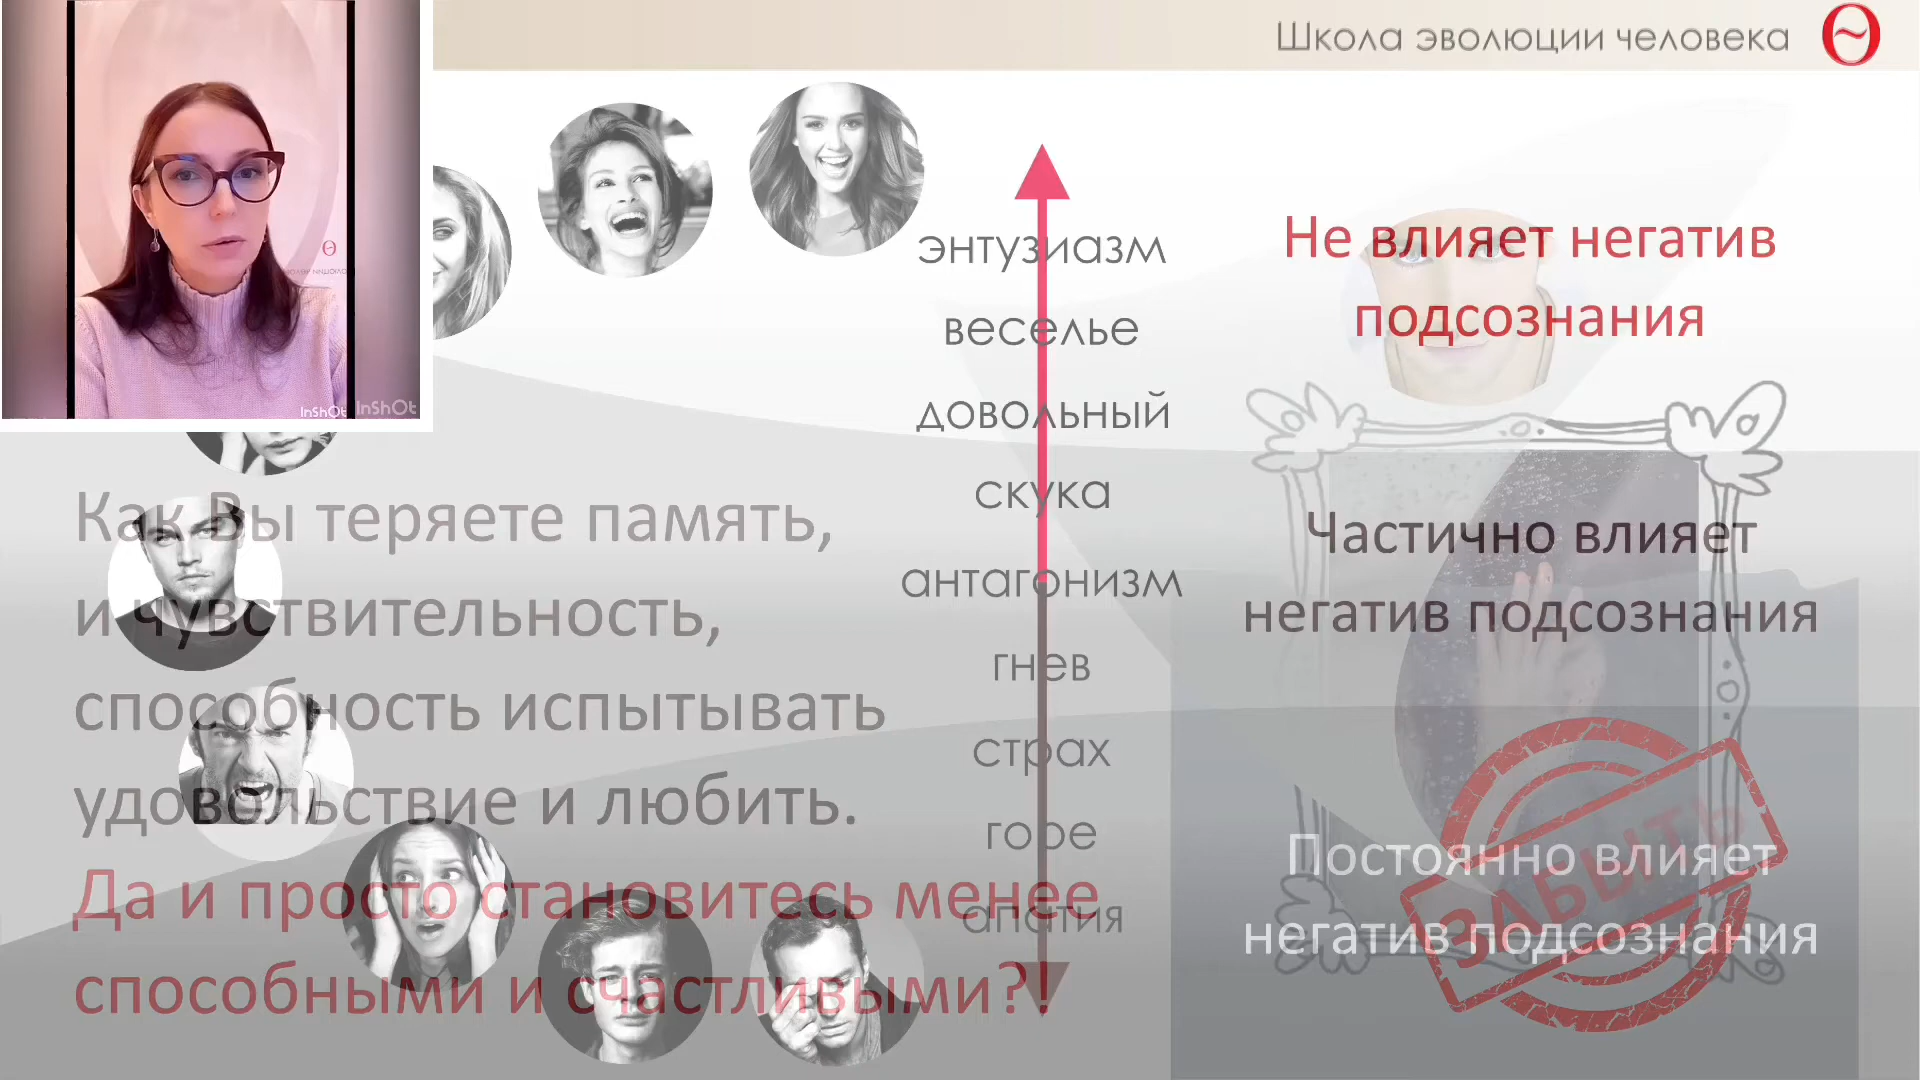 Школа эволюции человека
InShOt InShOt
энтузиазм
веселье
довольный
скука
антагонизм
гнев
страх
горе
апатия
Не влияет негатив
подсознания
Частично влияет
негатив подсознания
Постоянно влияет
негатив подсознания
Как Вы теряете память,
и чувствительность,
способность испытывать
удовольствие и любить.
Да и просто становитесь менее
способными и счастливыми?!
ЗАБЫТЬ